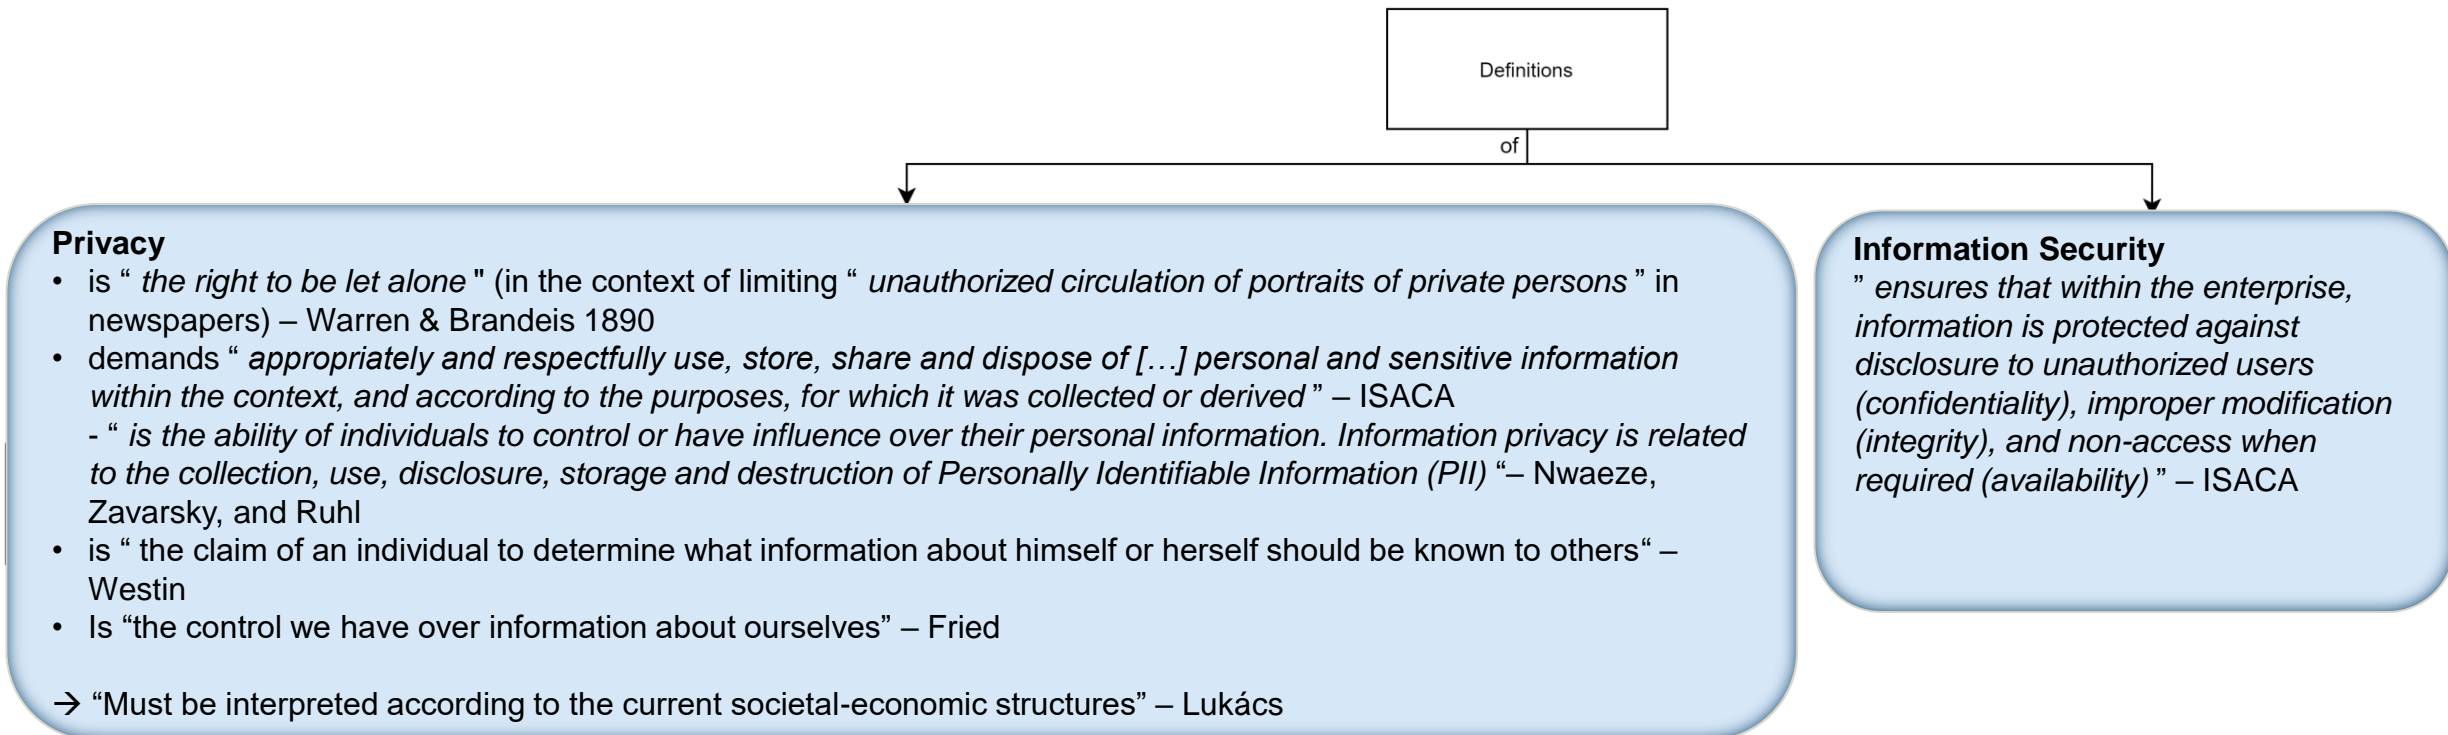 Definitions
of
Privacy
• is “ the right to be let alone " (in the context of limiting “ unauthorized circulation of portraits of private persons ” in
newspapers) – Warren & Brandeis 1890
• demands “ appropriately and respectfully use, store, share and dispose of […] personal and sensitive information
within the context, and according to the purposes, for which it was collected or derived ” – ISACA
- “ is the ability of individuals to control or have influence over their personal information. Information privacy is related
to the collection, use, disclosure, storage and destruction of Personally Identifiable Information (PII) “– Nwaeze,
Zavarsky, and Ruhl
• is “ the claim of an individual to determine what information about himself or herself should be known to others“ –
Westin
• Is “the control we have over information about ourselves” – Fried
→ “Must be interpreted according to the current societal-economic structures” – Lukács
Information Security
” ensures that within the enterprise,
information is protected against
disclosure to unauthorized users
(confidentiality), improper modification
(integrity), and non-access when
required (availability) ” – ISACA